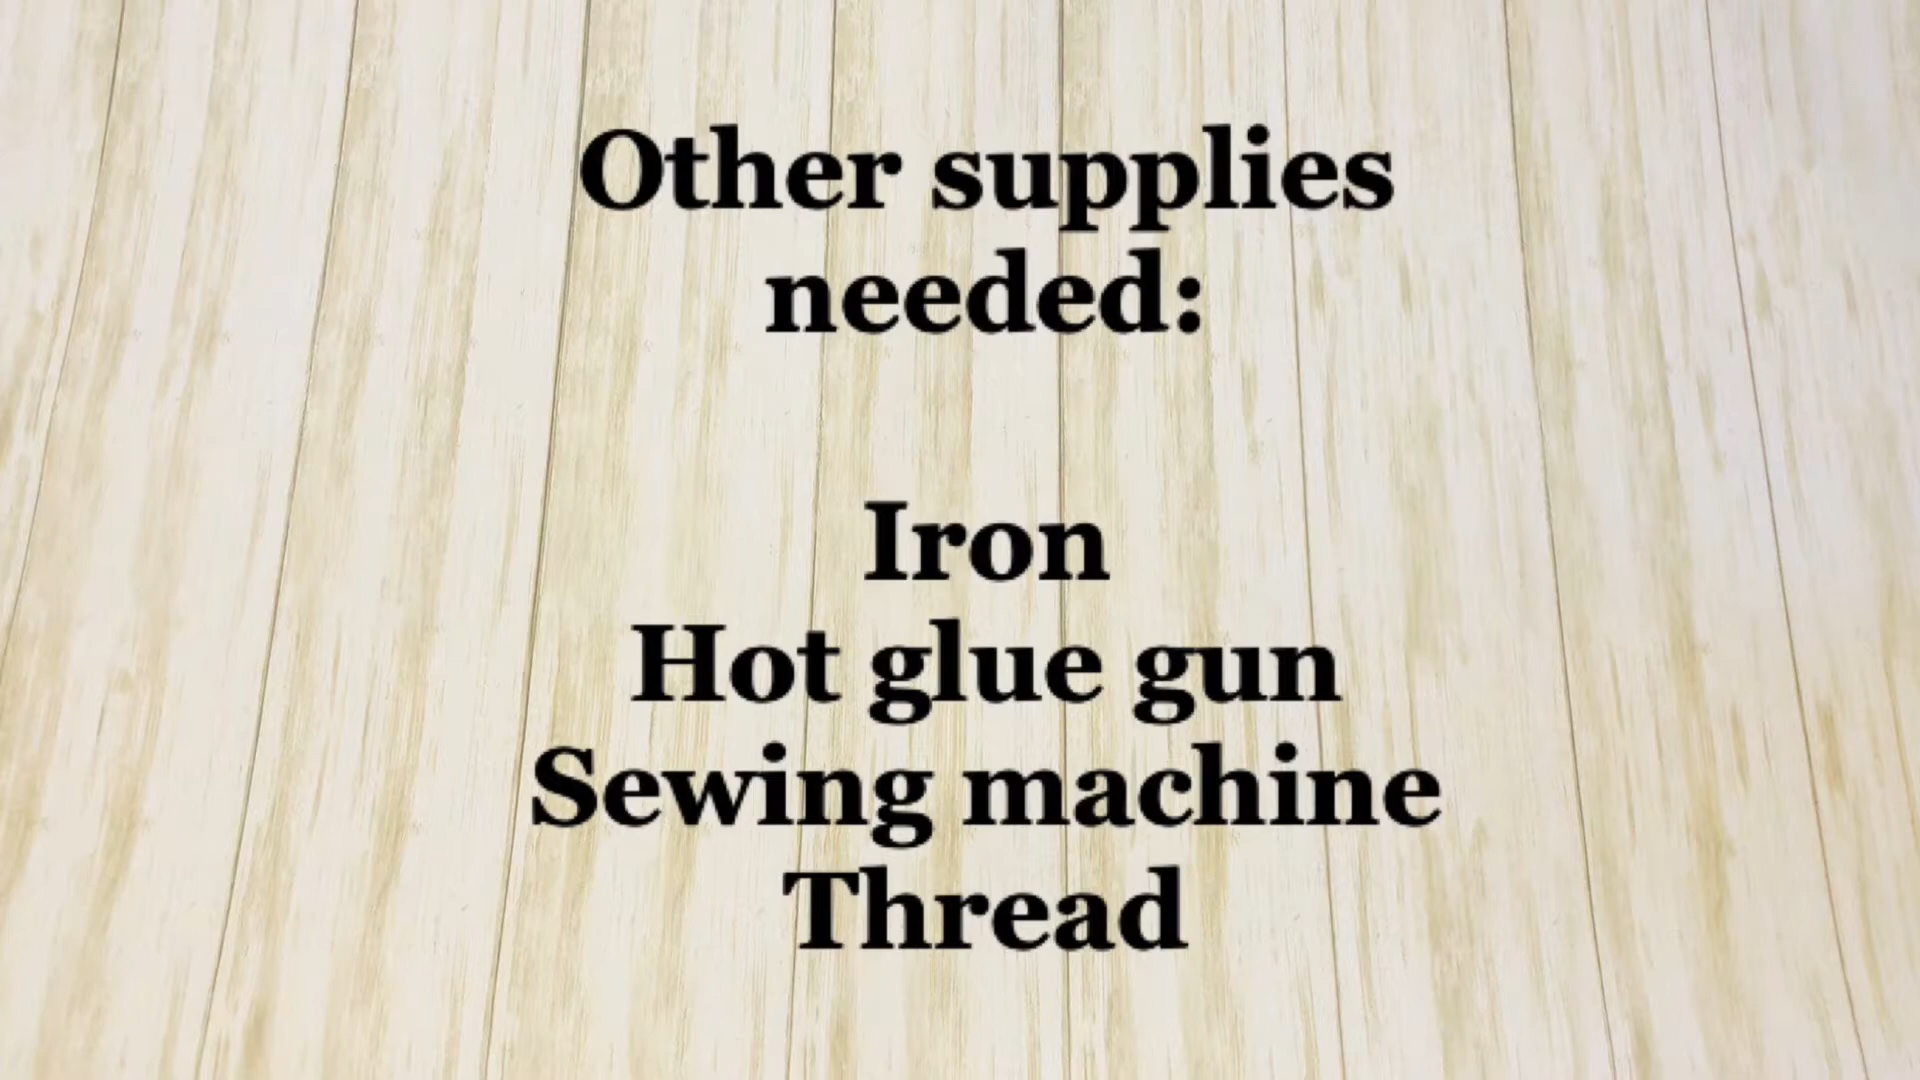 Other supplies
needed:
Iron
Hot glue gun
Sewing machine
Thread